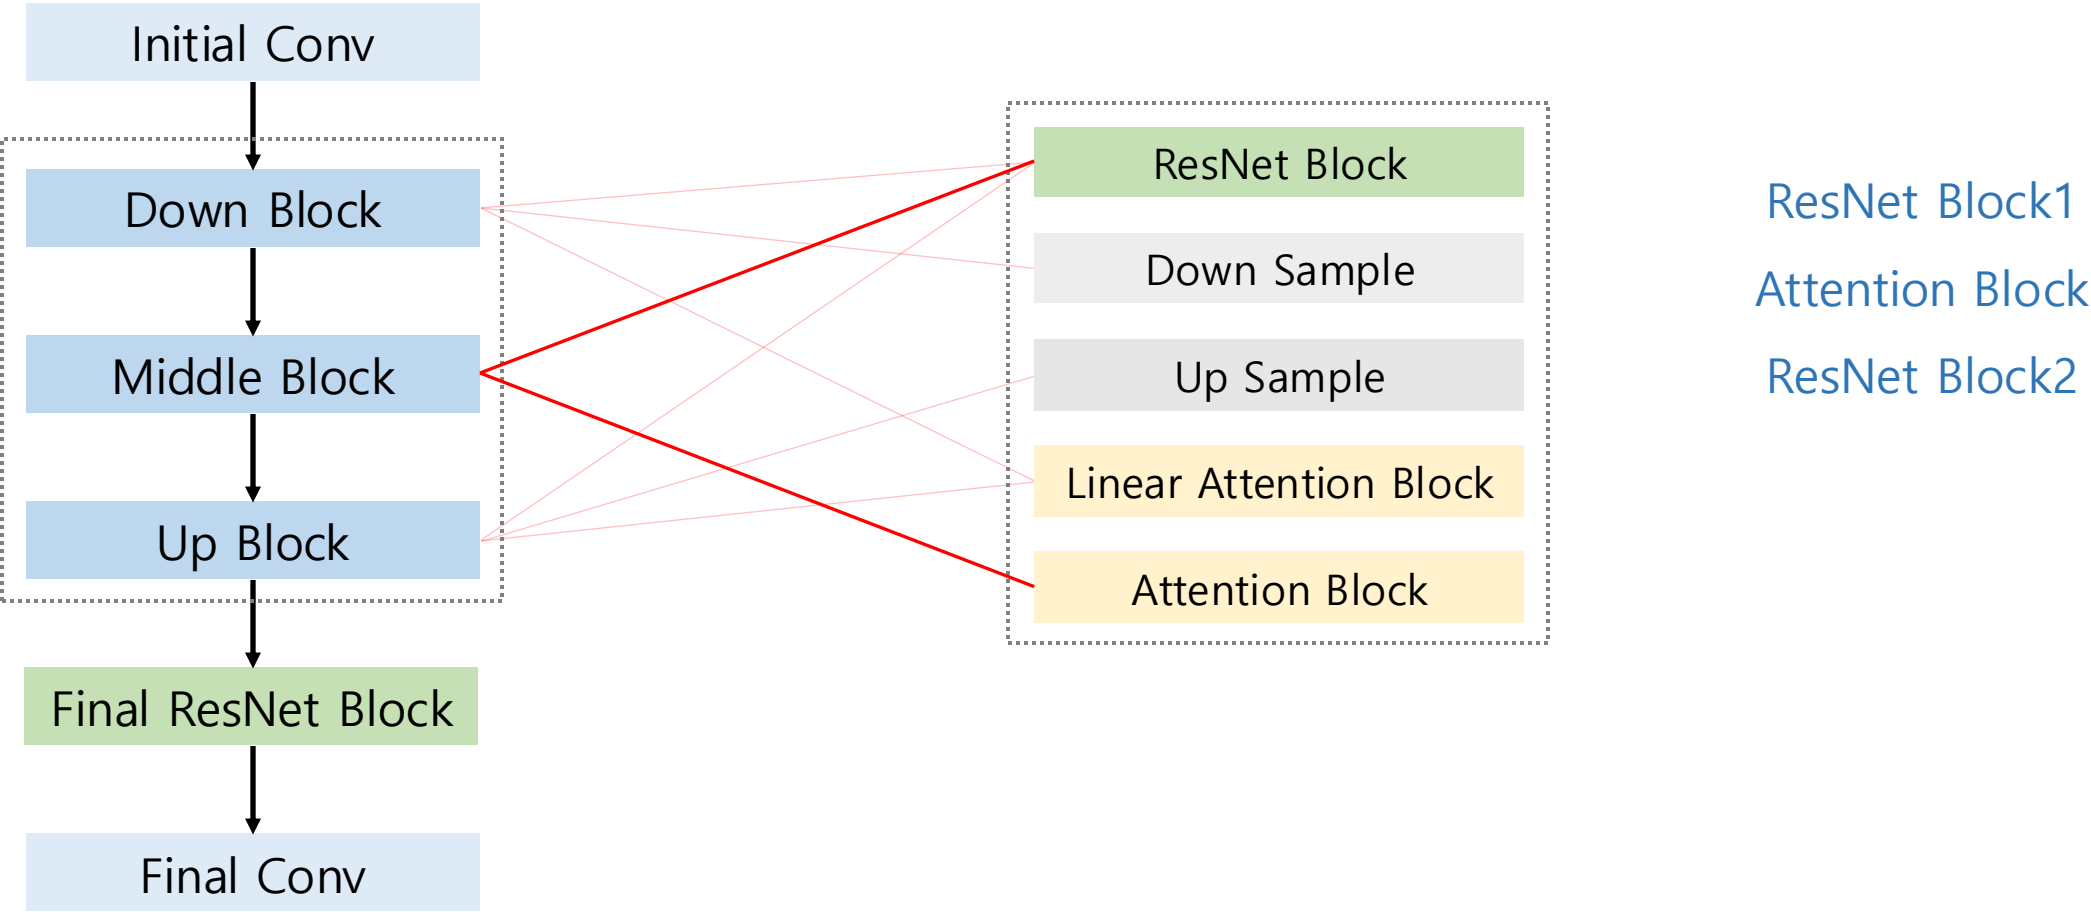 Initial Conv
Down Block
Middle Block
Up Block
Final ResNet Block
Final Conv
ResNet Block
Down Sample
Up Sample
Linear Attention Block
Attention Block
ResNet Block1
Attention Block
ResNet Block2